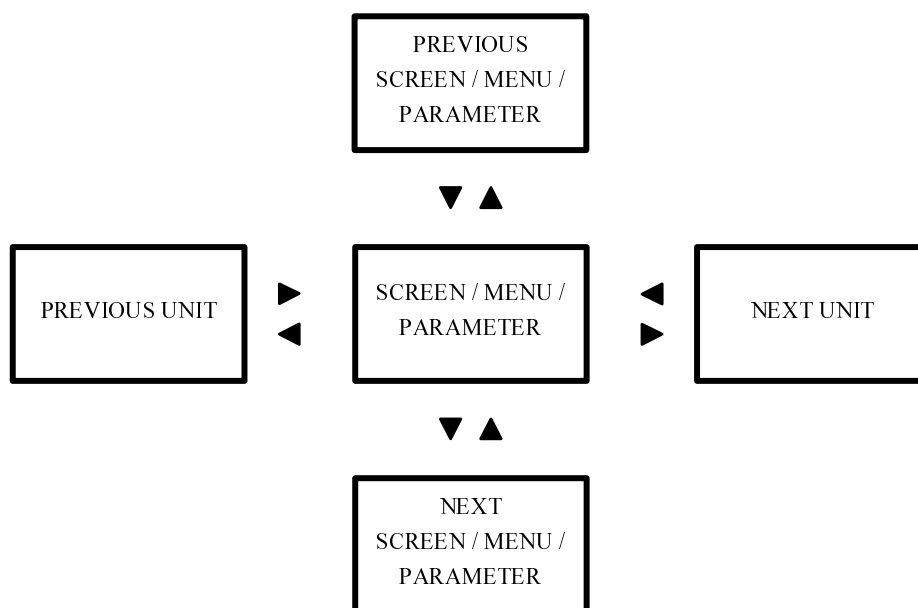 PREVIOUS
SCREEN / MENU /
PARAMETER
PREVIOUS UNIT
SCREEN / MENU /
PARAMETER
NEXT UNIT
NEXT
SCREEN / MENU /
PARAMETER